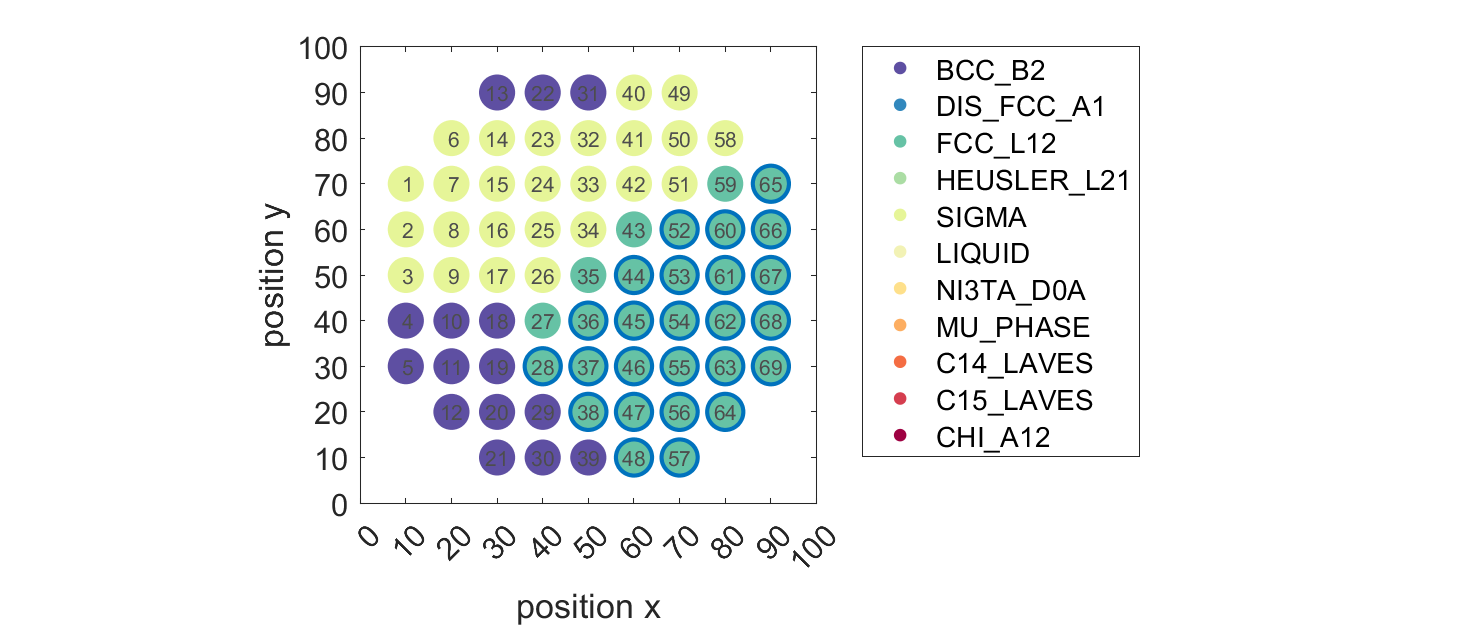 100
90
80
70
60
50
40
30
20
10
0
position y
13 22 31 40 49
6 14 23 32 41 50 58
1 7 15 24 33 42 51 59 65
2 8 16 25 34 43 52 60 66
3 9 17 26 35 44 53 61 67
4 10 18 27 36 45 54 62 68
5 11 19 28 37 46 55 63 69
12 20 29 38 47 56 64
21 30 39 48 57
0 10 20 30 40 50 60 70 80 90 100
position x
BCC_B2
DIS_FCC_A1
FCC_L12
HEUSLER_L21
SIGMA
LIQUID
NI3TA_D0A
MU_PHASE
C14_LAVES
C15_LAVES
CHI_A12